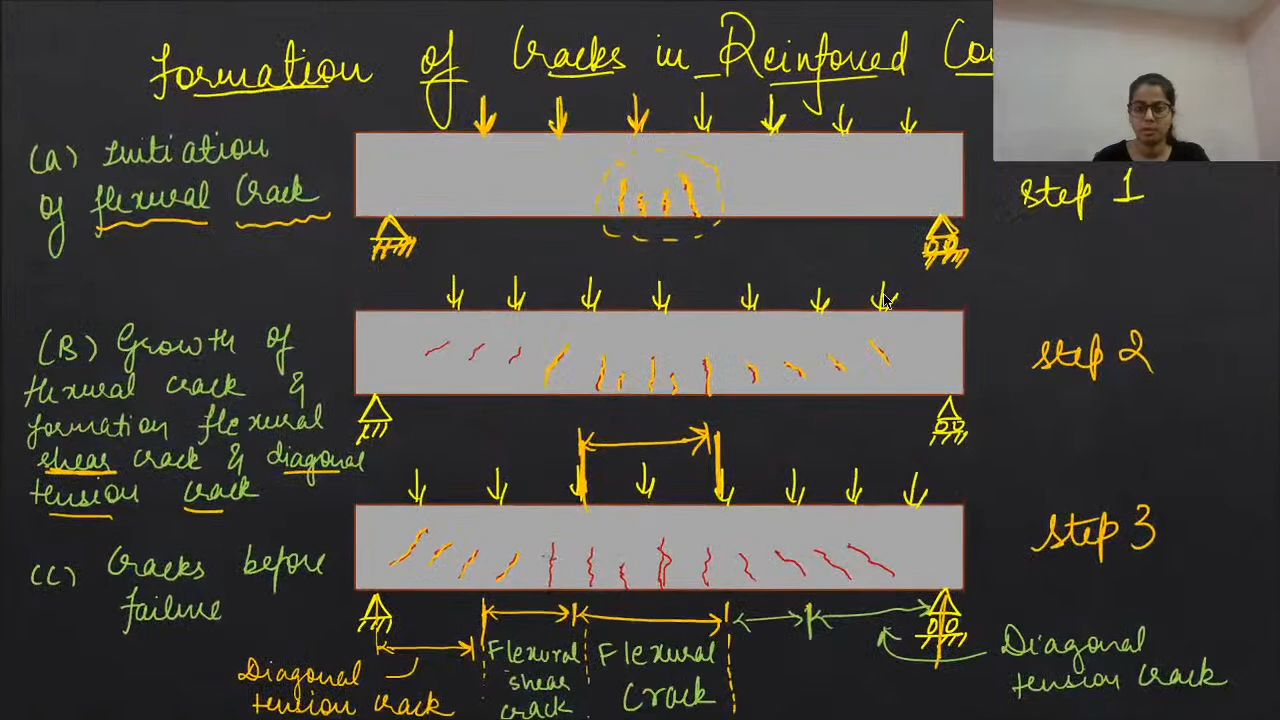 Formation of Cracks in Reinforced Con
(a) Initiation
of flexural Crack
step 1
(B) Growth of
flexural crack &
formation flexural
shear crack & diagonal
tension crack
step 2
(C) Cracks before
failure
step 3
Diagonal
tension crack
Flexural
shear
crack
Flexural
Crack
Diagonal
tension crack